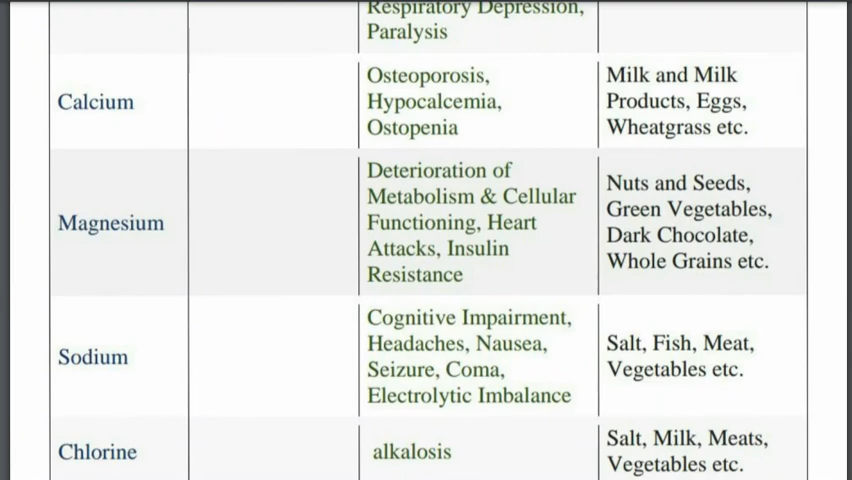 Respiratory Depression,
Paralysis
Calcium
Osteoporosis,
Hypocalcemia,
Ostopenia
Milk and Milk
Products, Eggs,
Wheatgrass etc.
Magnesium
Deterioration of
Metabolism & Cellular
Functioning, Heart
Attacks, Insulin
Resistance
Nuts and Seeds,
Green Vegetables,
Dark Chocolate,
Whole Grains etc.
Sodium
Cognitive Impairment,
Headaches, Nausea,
Seizure, Coma,
Electrolytic Imbalance
Salt, Fish, Meat,
Vegetables etc.
Chlorine
alkalosis
Salt, Milk, Meats,
Vegetables etc.